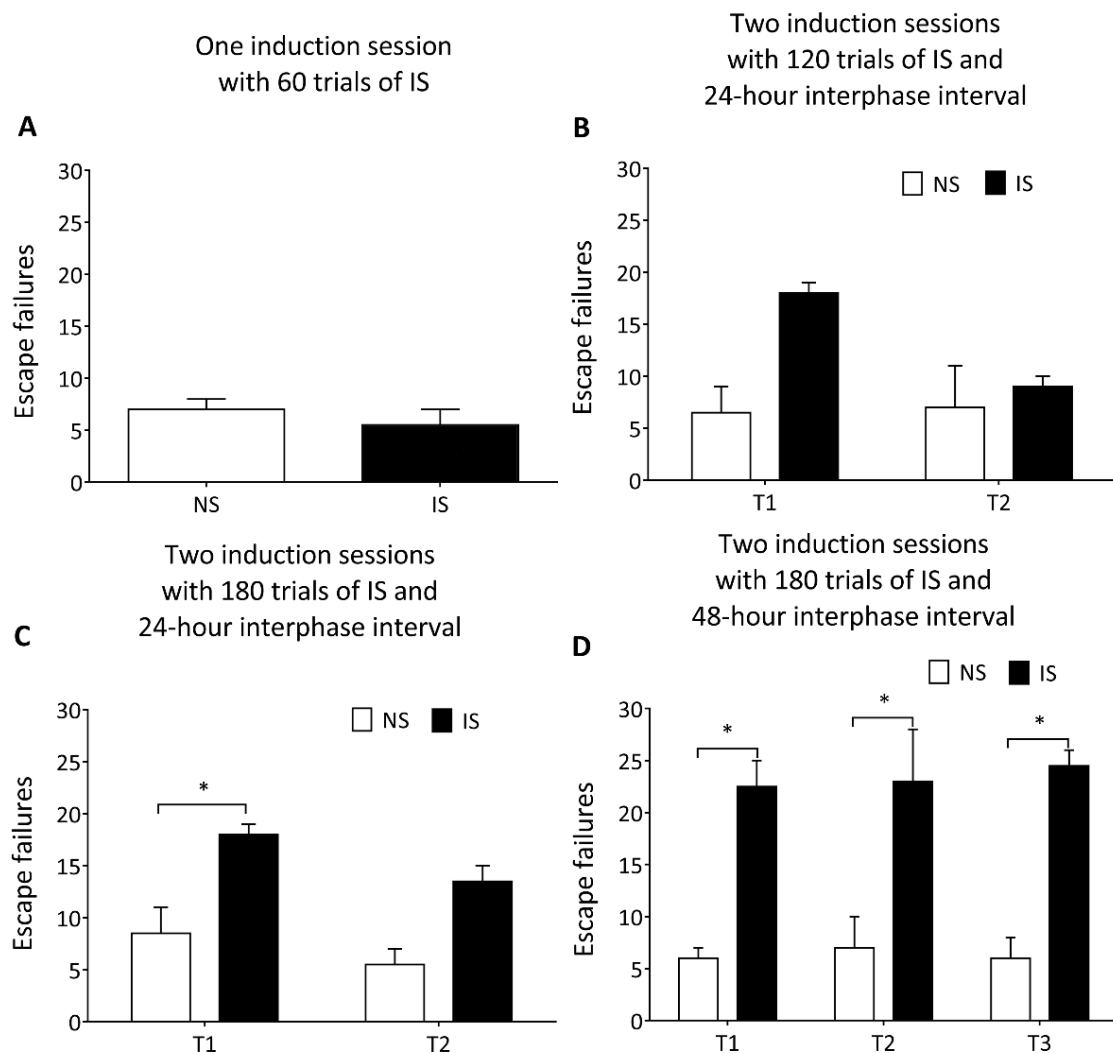 One induction session
with 60 trials of IS
A
30
25
20
15
10
5
0
Escape failures
NS
IS
Two induction sessions
with 120 trials of IS and
24-hour interphase interval
B
NS
IS
30
25
20
15
10
5
0
Escape failures
T1
T2
Two induction sessions
with 180 trials of IS and
24-hour interphase interval
C
NS
IS
30
25
20
15
10
5
0
Escape failures
*
T1
T2
Two induction sessions
with 180 trials of IS and
48-hour interphase interval
D
NS
IS
30
25
20
15
10
5
0
Escape failures
*
*
*
T1
T2
T3